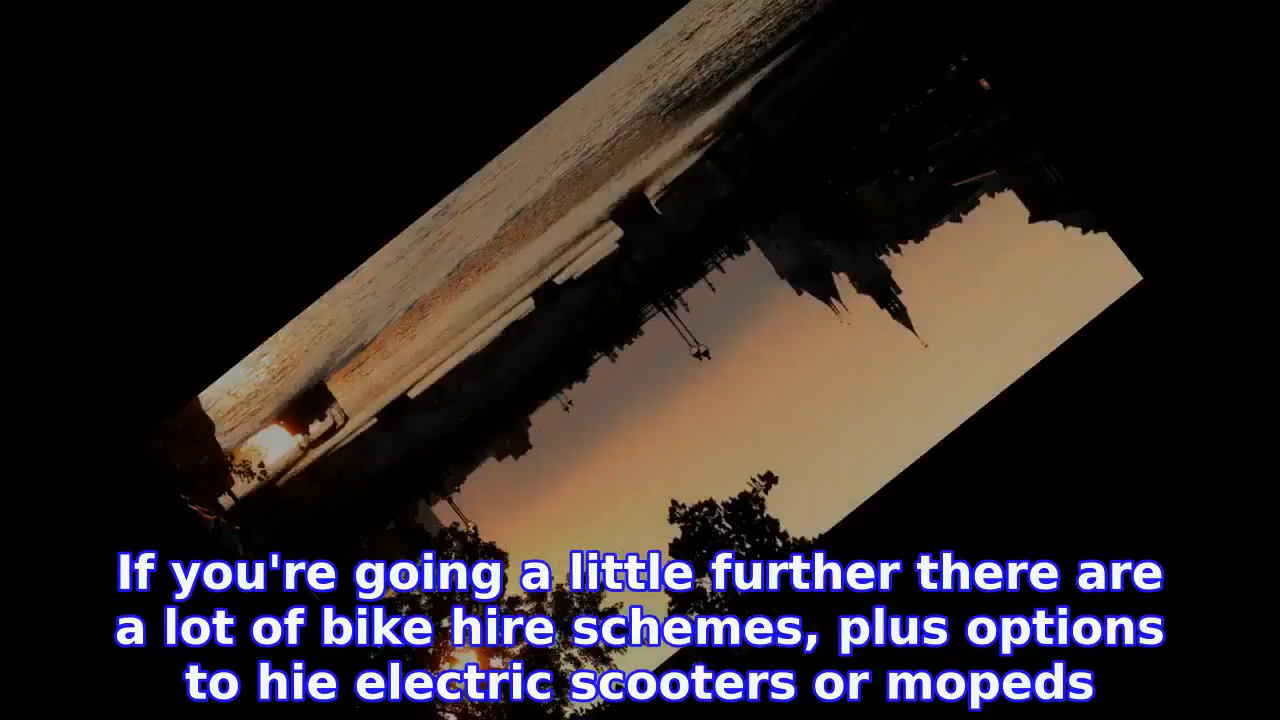 If you're going a little further there are
a lot of bike hire schemes, plus options
to hie electric scooters or mopeds